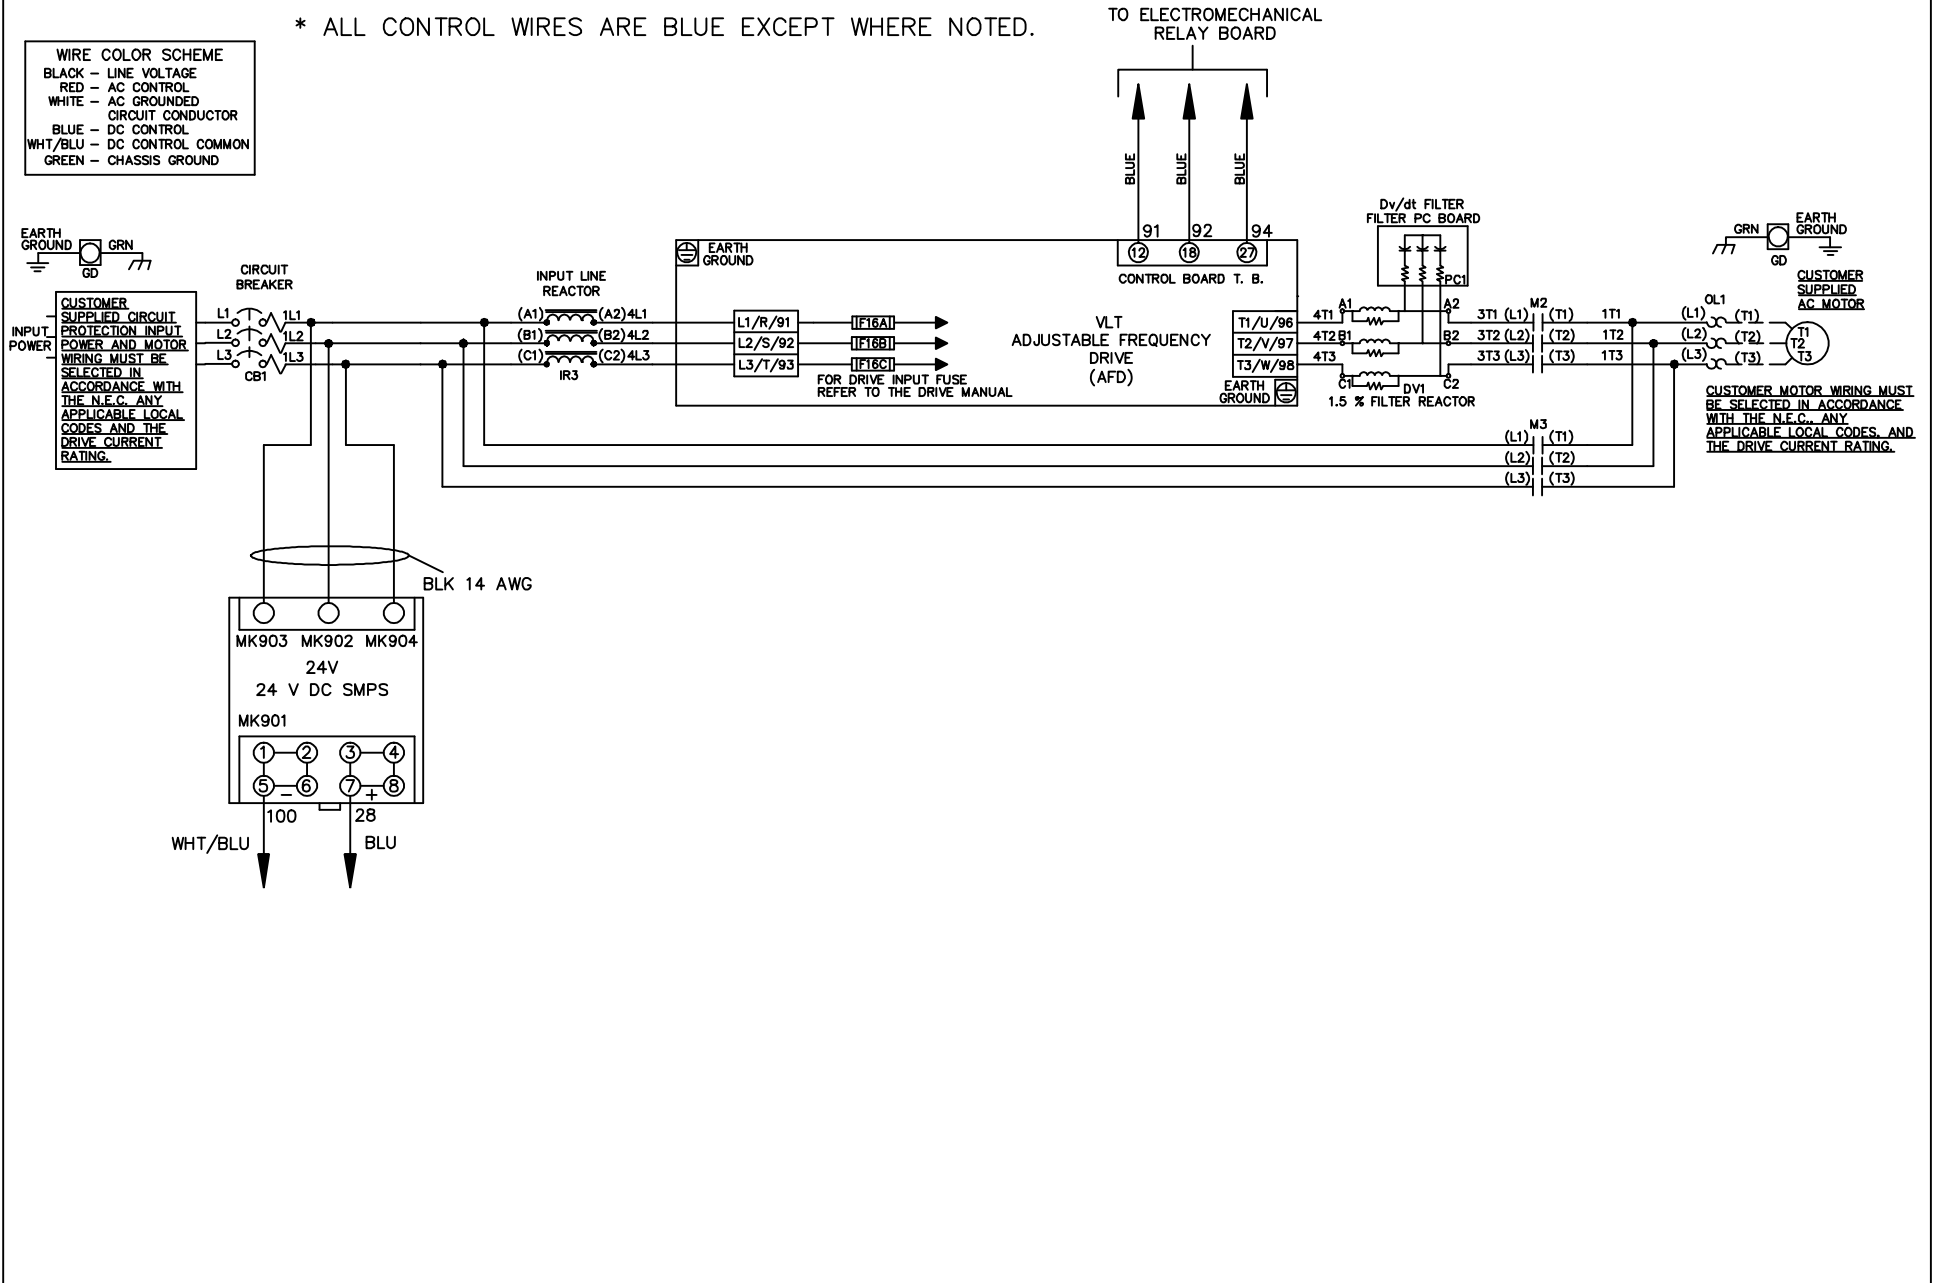 * ALL CONTROL WIRES ARE BLUE EXCEPT WHERE NOTED.
TO ELECTROMECHANICAL
RELAY BOARD
WIRE COLOR SCHEME
BLACK – LINE VOLTAGE
RED – AC CONTROL
WHITE – AC GROUNDED
CIRCUIT CONDUCTOR
BLUE – DC CONTROL
WHT/BLU – DC CONTROL COMMON
GREEN – CHASSIS GROUND
BLUE
BLUE
BLUE
91
92
94
12
18
27
CONTROL BOARD T. B.
EARTH
GROUND
GRN
GD
INPUT
POWER
CUSTOMER
SUPPLIED CIRCUIT
PROTECTION INPUT
POWER AND MOTOR
WIRING MUST BE
SELECTED IN
ACCORDANCE WITH
THE N.E.C. ANY
APPLICABLE LOCAL
CODES AND THE
DRIVE CURRENT
RATING.
CIRCUIT
BREAKER
L1
1L1
L2
1L2
L3
1L3
CB1
INPUT LINE
REACTOR
(A1)
(A2)4L1
(B1)
(B2)4L2
(C1)
(C2)4L3
IR3
EARTH
GROUND
L1/R/91
L2/S/92
L3/T/93
F16A
F16B
F16C
FOR DRIVE INPUT FUSE
REFER TO THE DRIVE MANUAL
VLT
ADJUSTABLE FREQUENCY
DRIVE
(AFD)
T1/U/96
T2/V/97
T3/W/98
EARTH
GROUND
Dv/dt FILTER
FILTER PC BOARD
PC1
4T1
A1
A2
4T2
B1
B2
4T3
C1
C2
DV1
1.5 % FILTER REACTOR
M2
3T1 (L1)
(T1)
1T1
3T2 (L2)
(T2)
1T2
3T3 (L3)
(T3)
1T3
M3
(L1)
(T1)
(L2)
(T2)
(L3)
(T3)
OL1
(L1)
(T1)
(L2)
(T2)
(L3)
(T3)
T1
T2
T3
GRN
EARTH
GROUND
GD
CUSTOMER
SUPPLIED
AC MOTOR
CUSTOMER MOTOR WIRING MUST
BE SELECTED IN ACCORDANCE
WITH THE N.E.C., ANY
APPLICABLE LOCAL CODES, AND
THE DRIVE CURRENT RATING.
BLK 14 AWG
MK903
MK902
MK904
24V
24 V DC SMPS
MK901
1
2
3
4
5
–
6
7
+
8
100
28
WHT/BLU
BLU